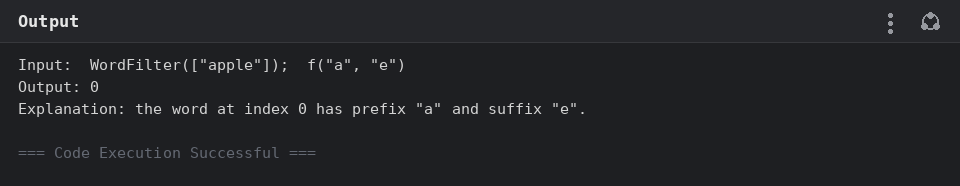 Output
Input:  WordFilter(["apple"]);  f("a", "e")
Output: 0
Explanation: the word at index 0 has prefix "a" and suffix "e".
=== Code Execution Successful ===